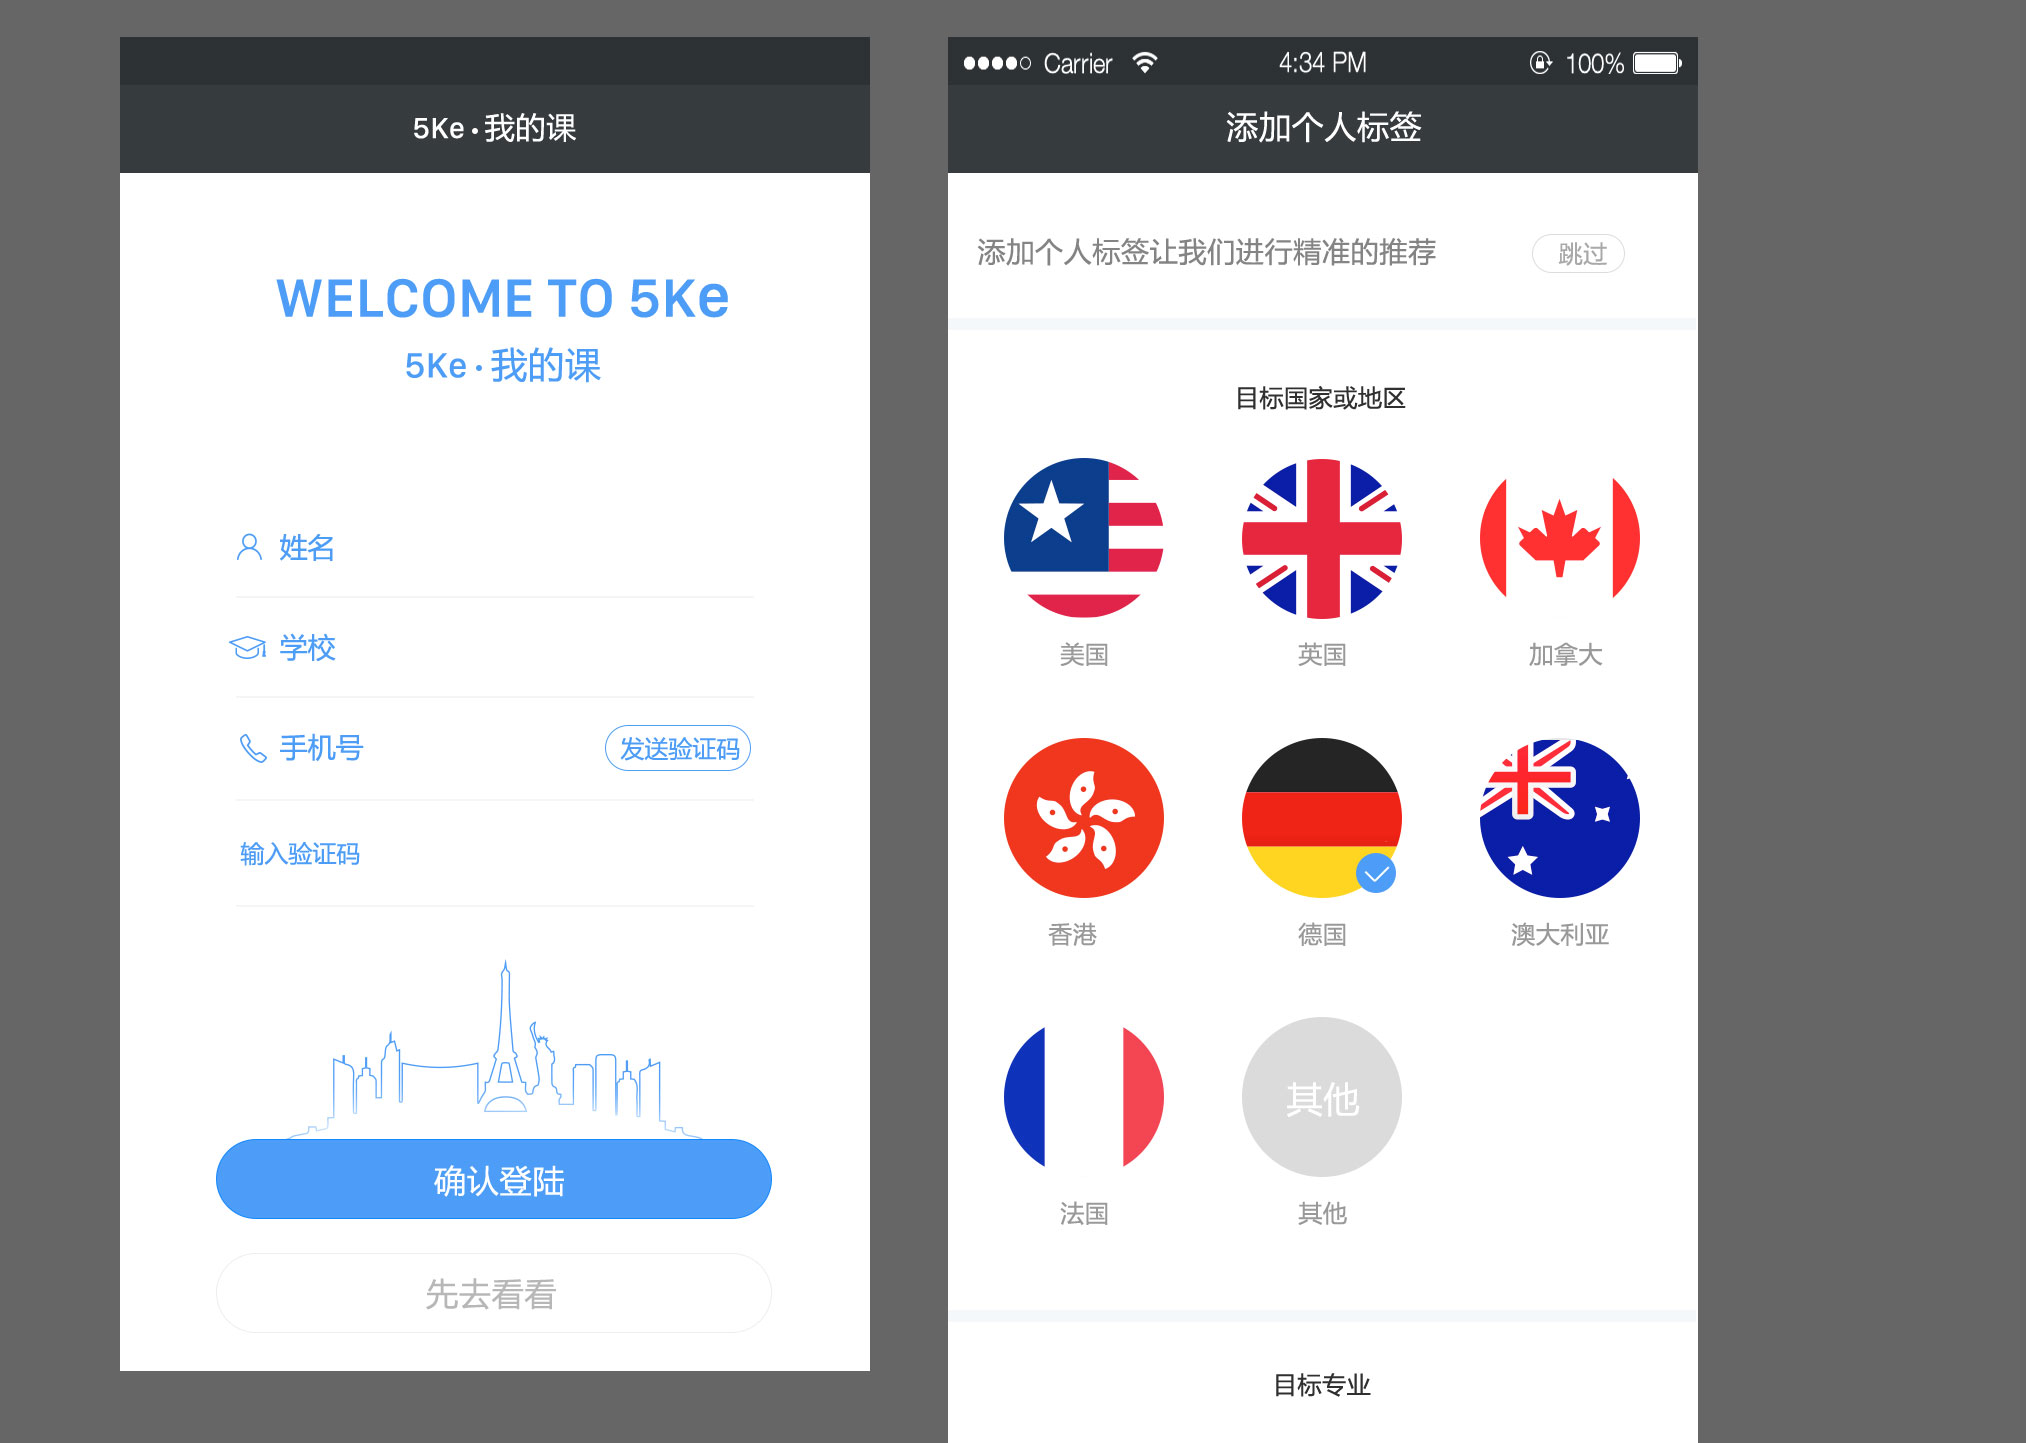 5Ke·我的课
WELCOME TO 5Ke
5Ke·我的课
姓名
学校
手机号 发送验证码
输入验证码
确认登陆
先去看看
Carrier 4:34 PM 100%
添加个人标签
添加个人标签让我们进行精准的推荐 跳过
目标国家或地区
美国 英国 加拿大
香港 德国 澳大利亚
其他
法国 其他
目标专业